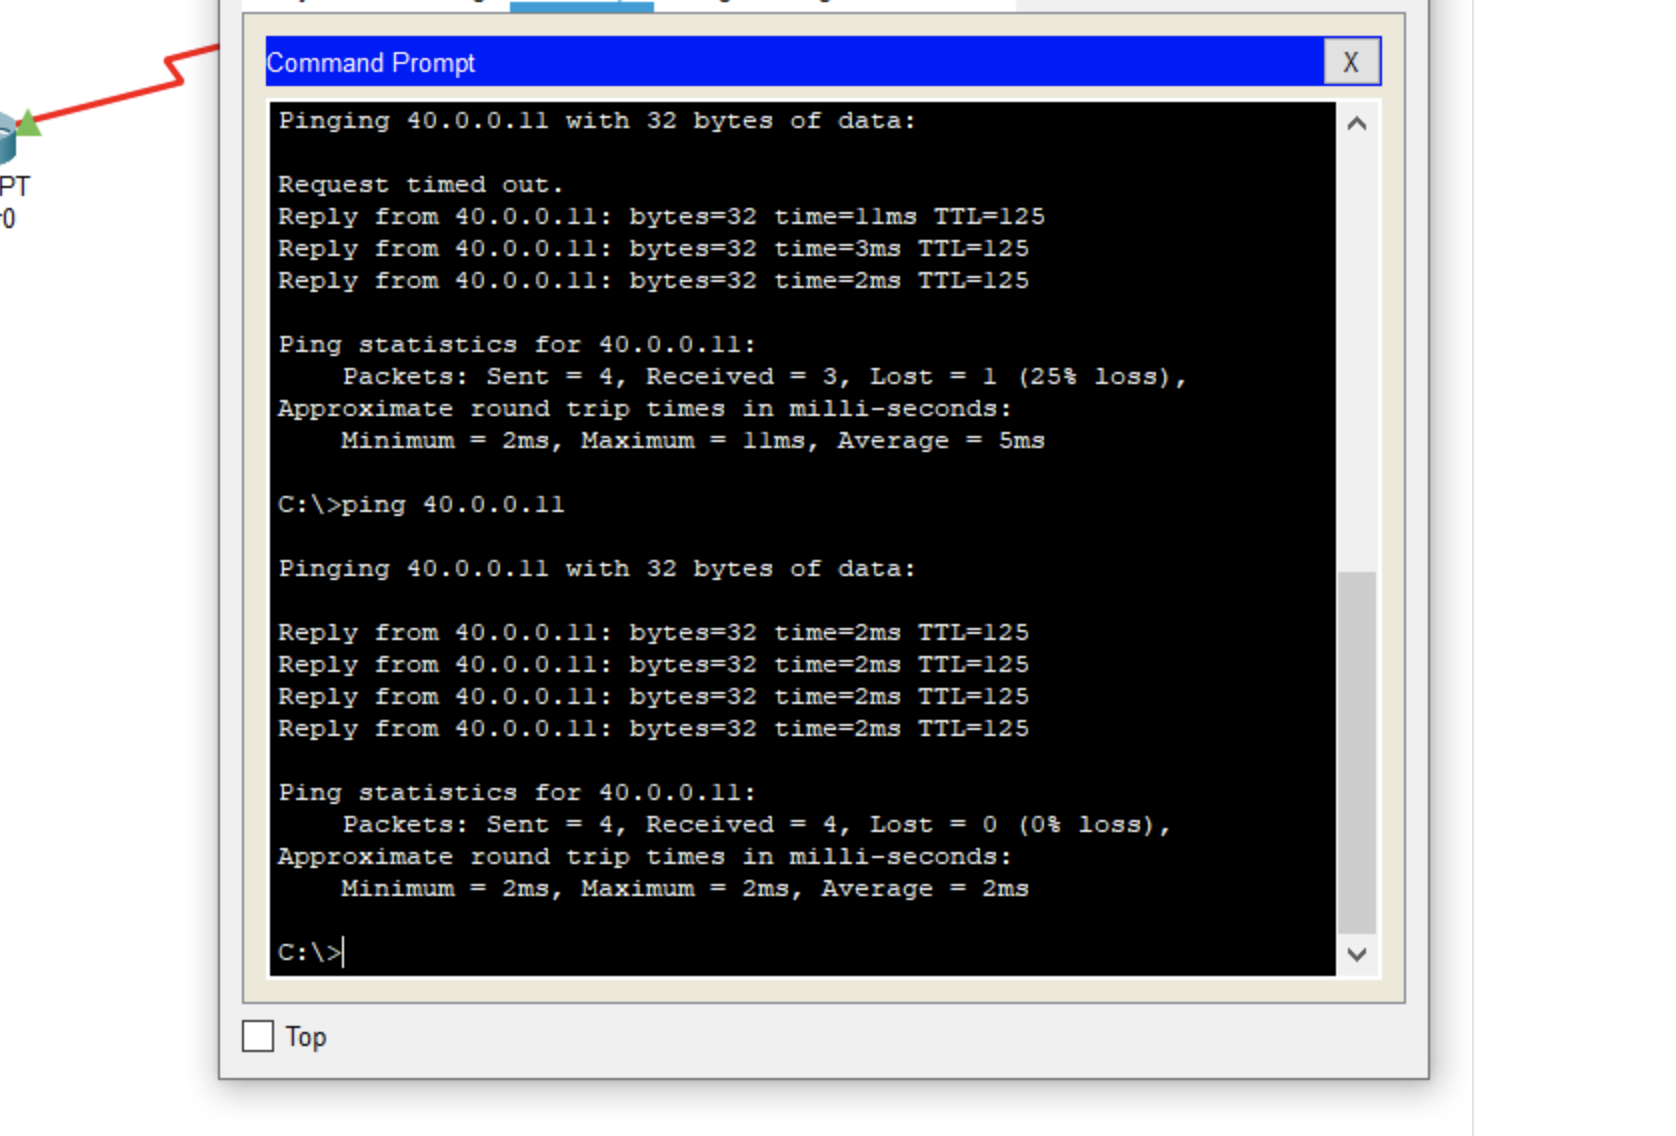 Command Prompt
X
Pinging 40.0.0.11 with 32 bytes of data:
Request timed out.
Reply from 40.0.0.11: bytes=32 time=11ms TTL=125
Reply from 40.0.0.11: bytes=32 time=3ms TTL=125
Reply from 40.0.0.11: bytes=32 time=2ms TTL=125
Ping statistics for 40.0.0.11:
Packets: Sent = 4, Received = 3, Lost = 1 (25% loss),
Approximate round trip times in milli-seconds:
Minimum = 2ms, Maximum = 11ms, Average = 5ms
C:\>ping 40.0.0.11
Pinging 40.0.0.11 with 32 bytes of data:
Reply from 40.0.0.11: bytes=32 time=2ms TTL=125
Reply from 40.0.0.11: bytes=32 time=2ms TTL=125
Reply from 40.0.0.11: bytes=32 time=2ms TTL=125
Reply from 40.0.0.11: bytes=32 time=2ms TTL=125
Ping statistics for 40.0.0.11:
Packets: Sent = 4, Received = 4, Lost = 0 (0% loss),
Approximate round trip times in milli-seconds:
Minimum = 2ms, Maximum = 2ms, Average = 2ms
C:\>
Top
PT
r0